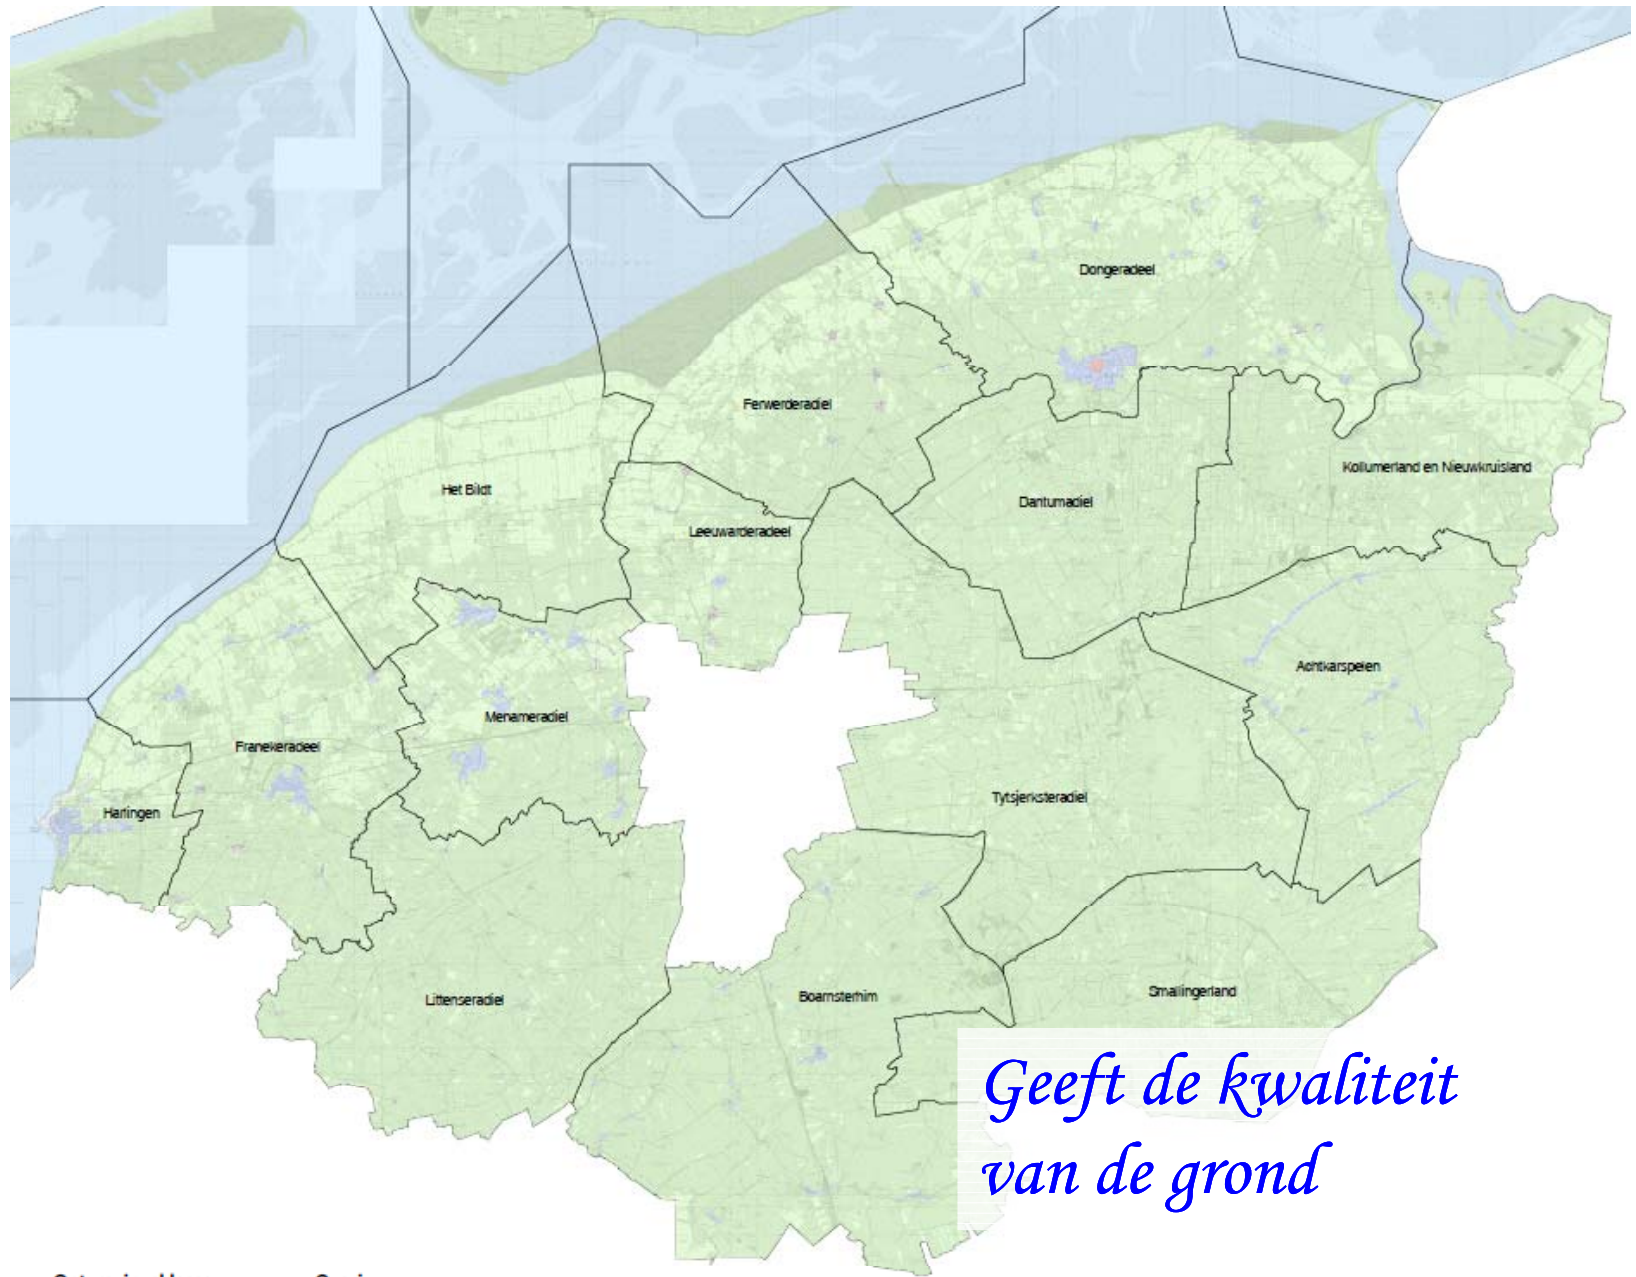 Dongeradeel
Ferwerderadiel
Kollumerland en Nieuwkruisland
Het Bildt
Dantumadiel
Leeuwarderadeel
Achtkarspelen
Menameradiel
Franekeradeel
Tytsjerksteradiel
Harlingen
Smallingerland
Boarnsterhim
Littenseradiel
Geeft de kwaliteit
van de grond